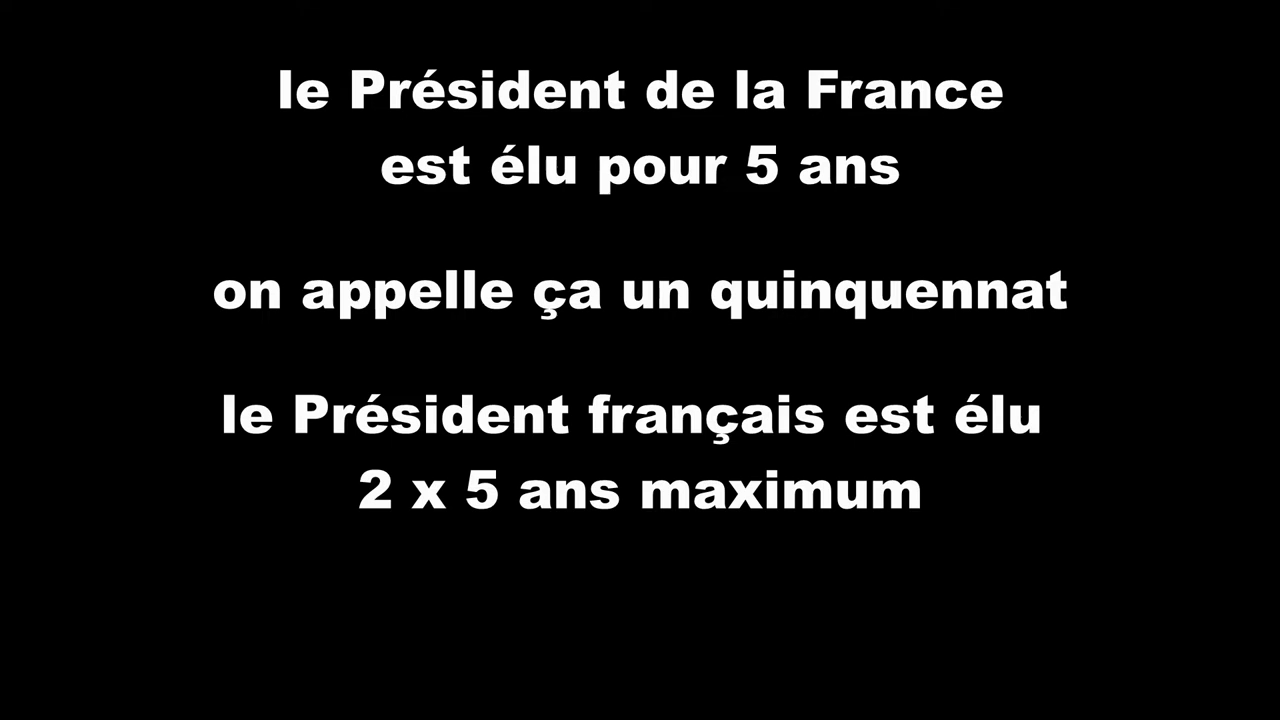 le Président de la France
est élu pour 5 ans
on appelle ça un quinquennat
le Président français est élu
2 x 5 ans maximum